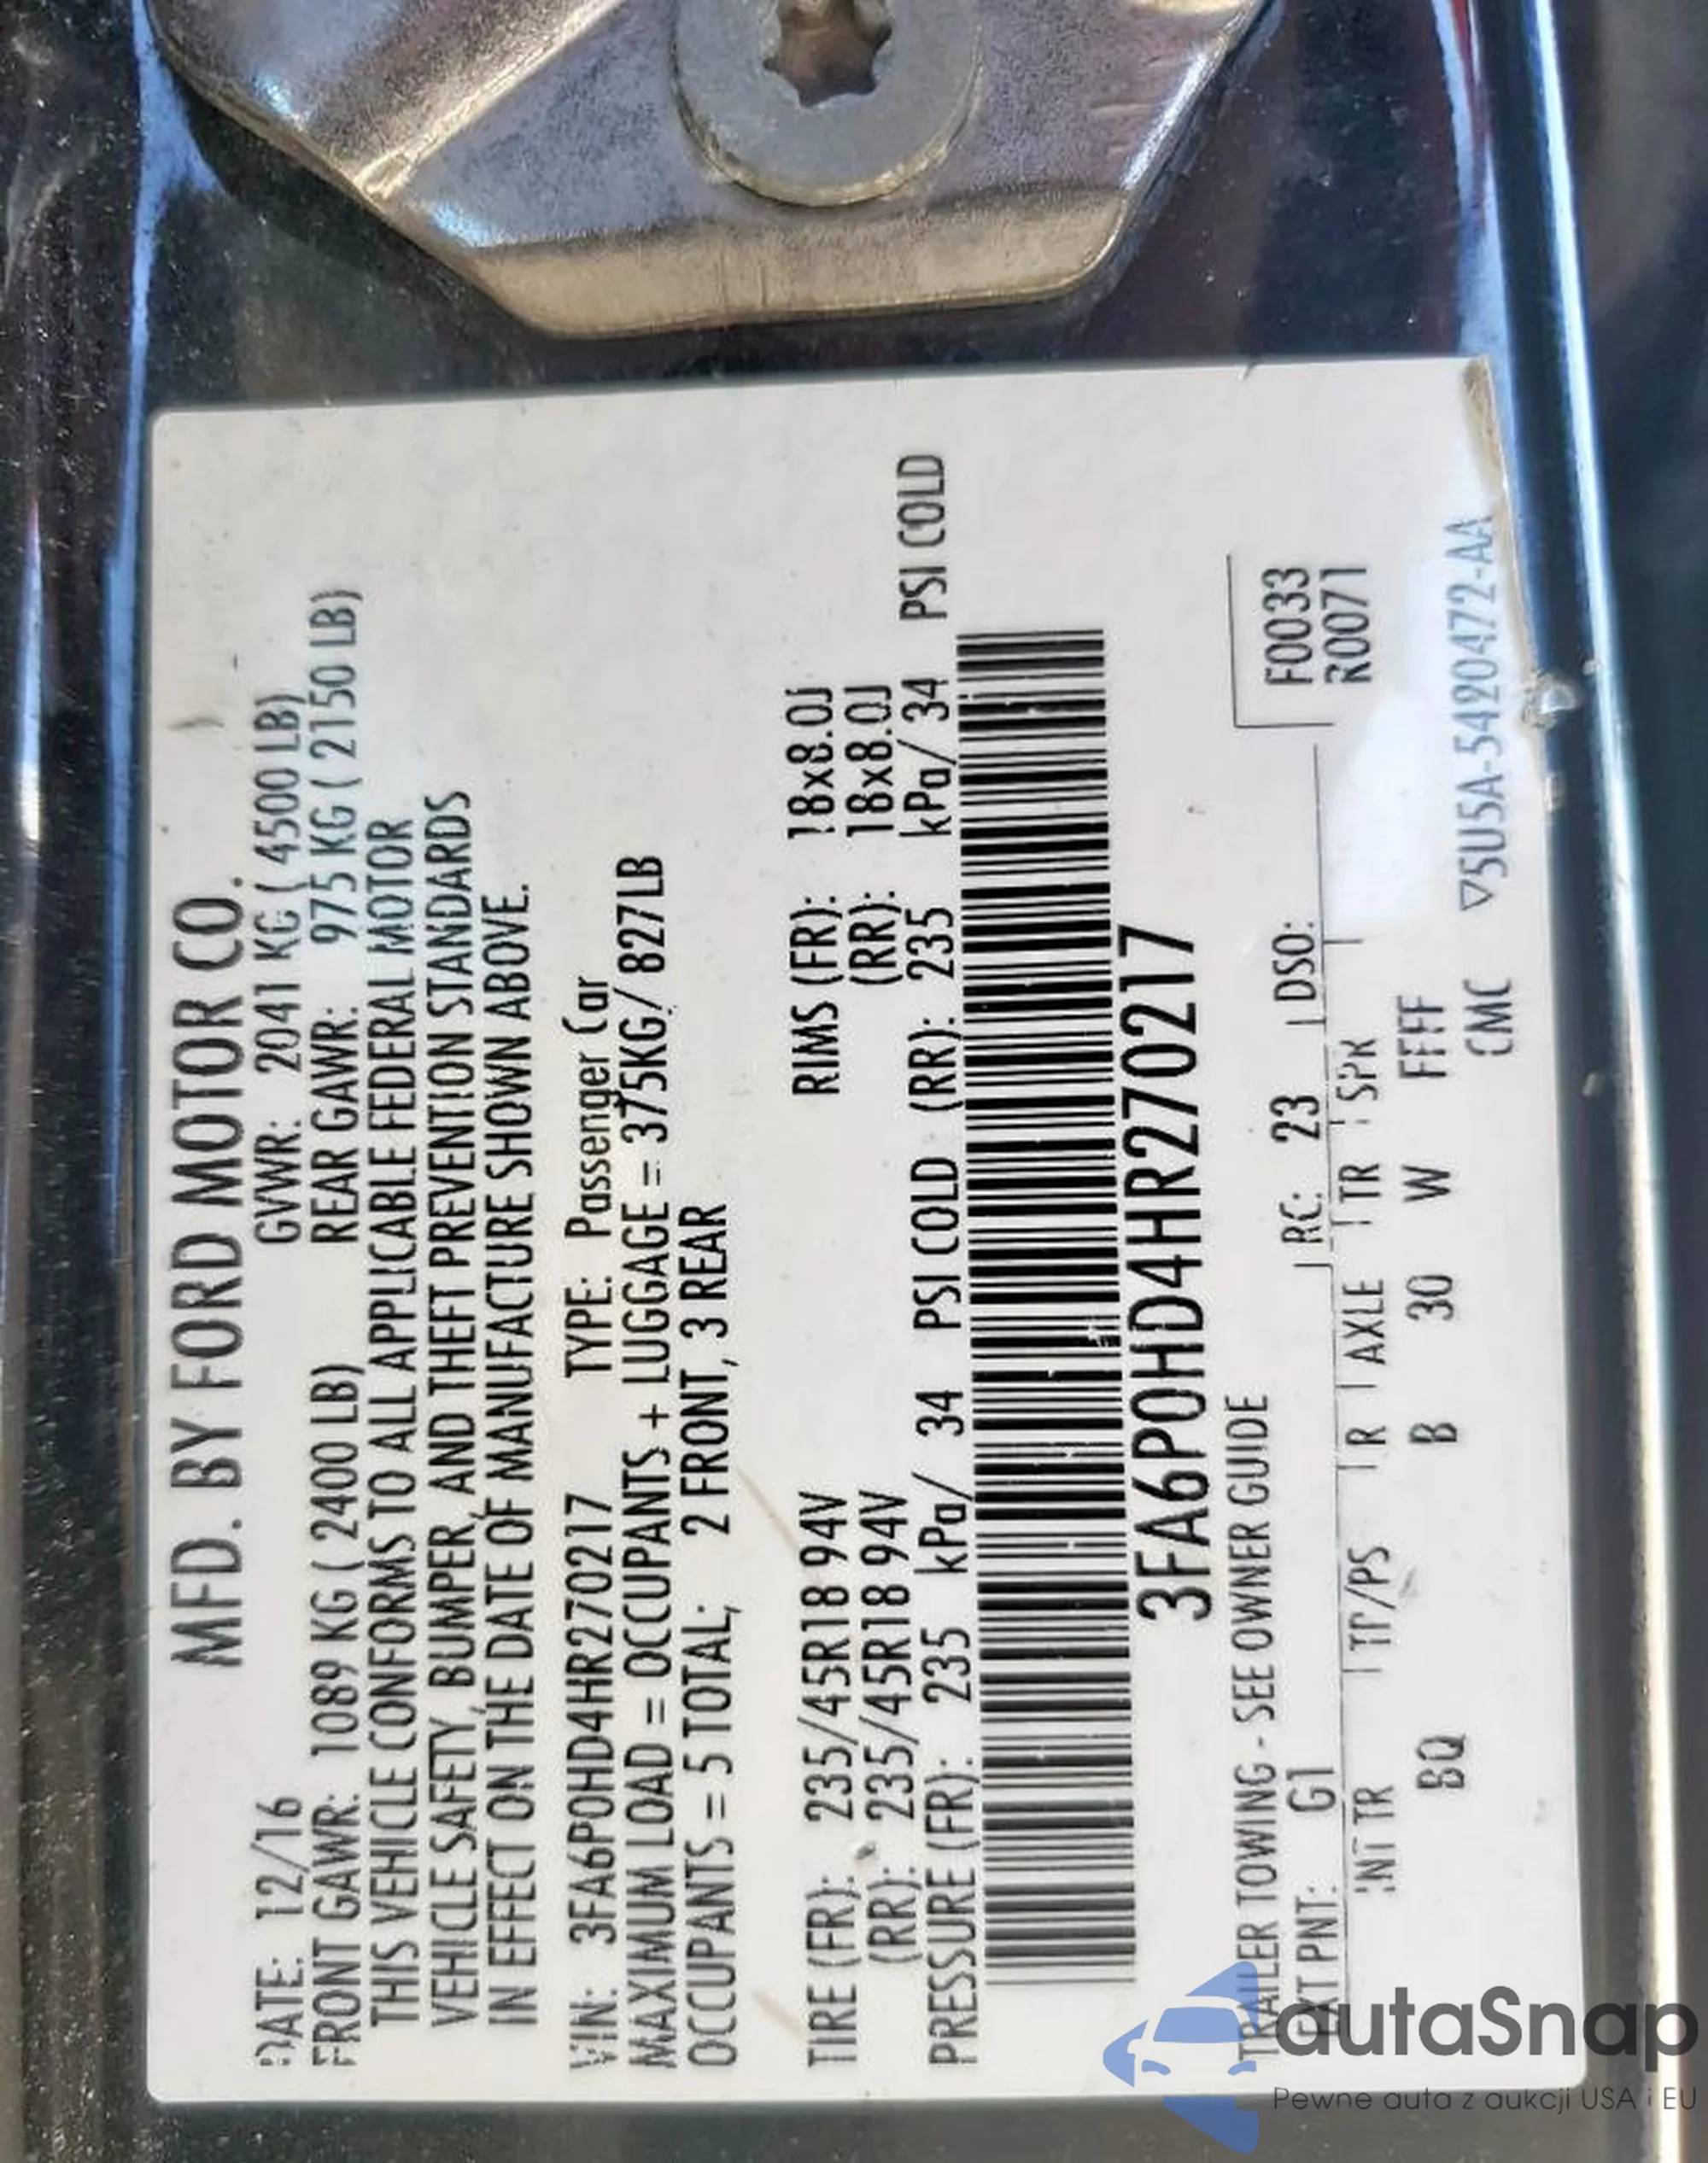 MFD. BY FORD MOTOR CO.
DATE: 12/16 GVWR: 2041 KG ( 4500 LB)
FRONT GAWR: 1089 KG ( 2400 LB) REAR GAWR: 975 KG ( 2150 LB)
THIS VEHICLE CONFORMS TO ALL APPLICABLE FEDERAL MOTOR
VEHICLE SAFETY, BUMPER, AND THEFT PREVENTION STANDARDS
IN EFFECT ON THE DATE OF MANUFACTURE SHOWN ABOVE.
VIN: 3FA6P0HD4HR270217 TYPE: Passenger Car
MAXIMUM LOAD = OCCUPANTS + LUGGAGE = 375KG/ 827LB
OCCUPANTS = 5 TOTAL; 2 FRONT, 3 REAR
TIRE (FR): 235/45R18 94V RIMS (FR): 18x8.0J
(RR): 235/45R18 94V (RR): 18x8.0J
PRESSURE (FR): 235 kPa/ 34 PSI COLD (RR): 235 kPa/ 34 PSI COLD
3FA6P0HD4HR270217
TRAILER TOWING - SEE OWNER GUIDE
EXT PNT: G1 RC: 23 DSO: F0033
R0071
INT TR TP/PS R AXLE TR SPR
BQ B 30 W FFFF
CMC ▽5U5A-5420472-AA
autaSnap
Pewne auta z aukcji USA i EU